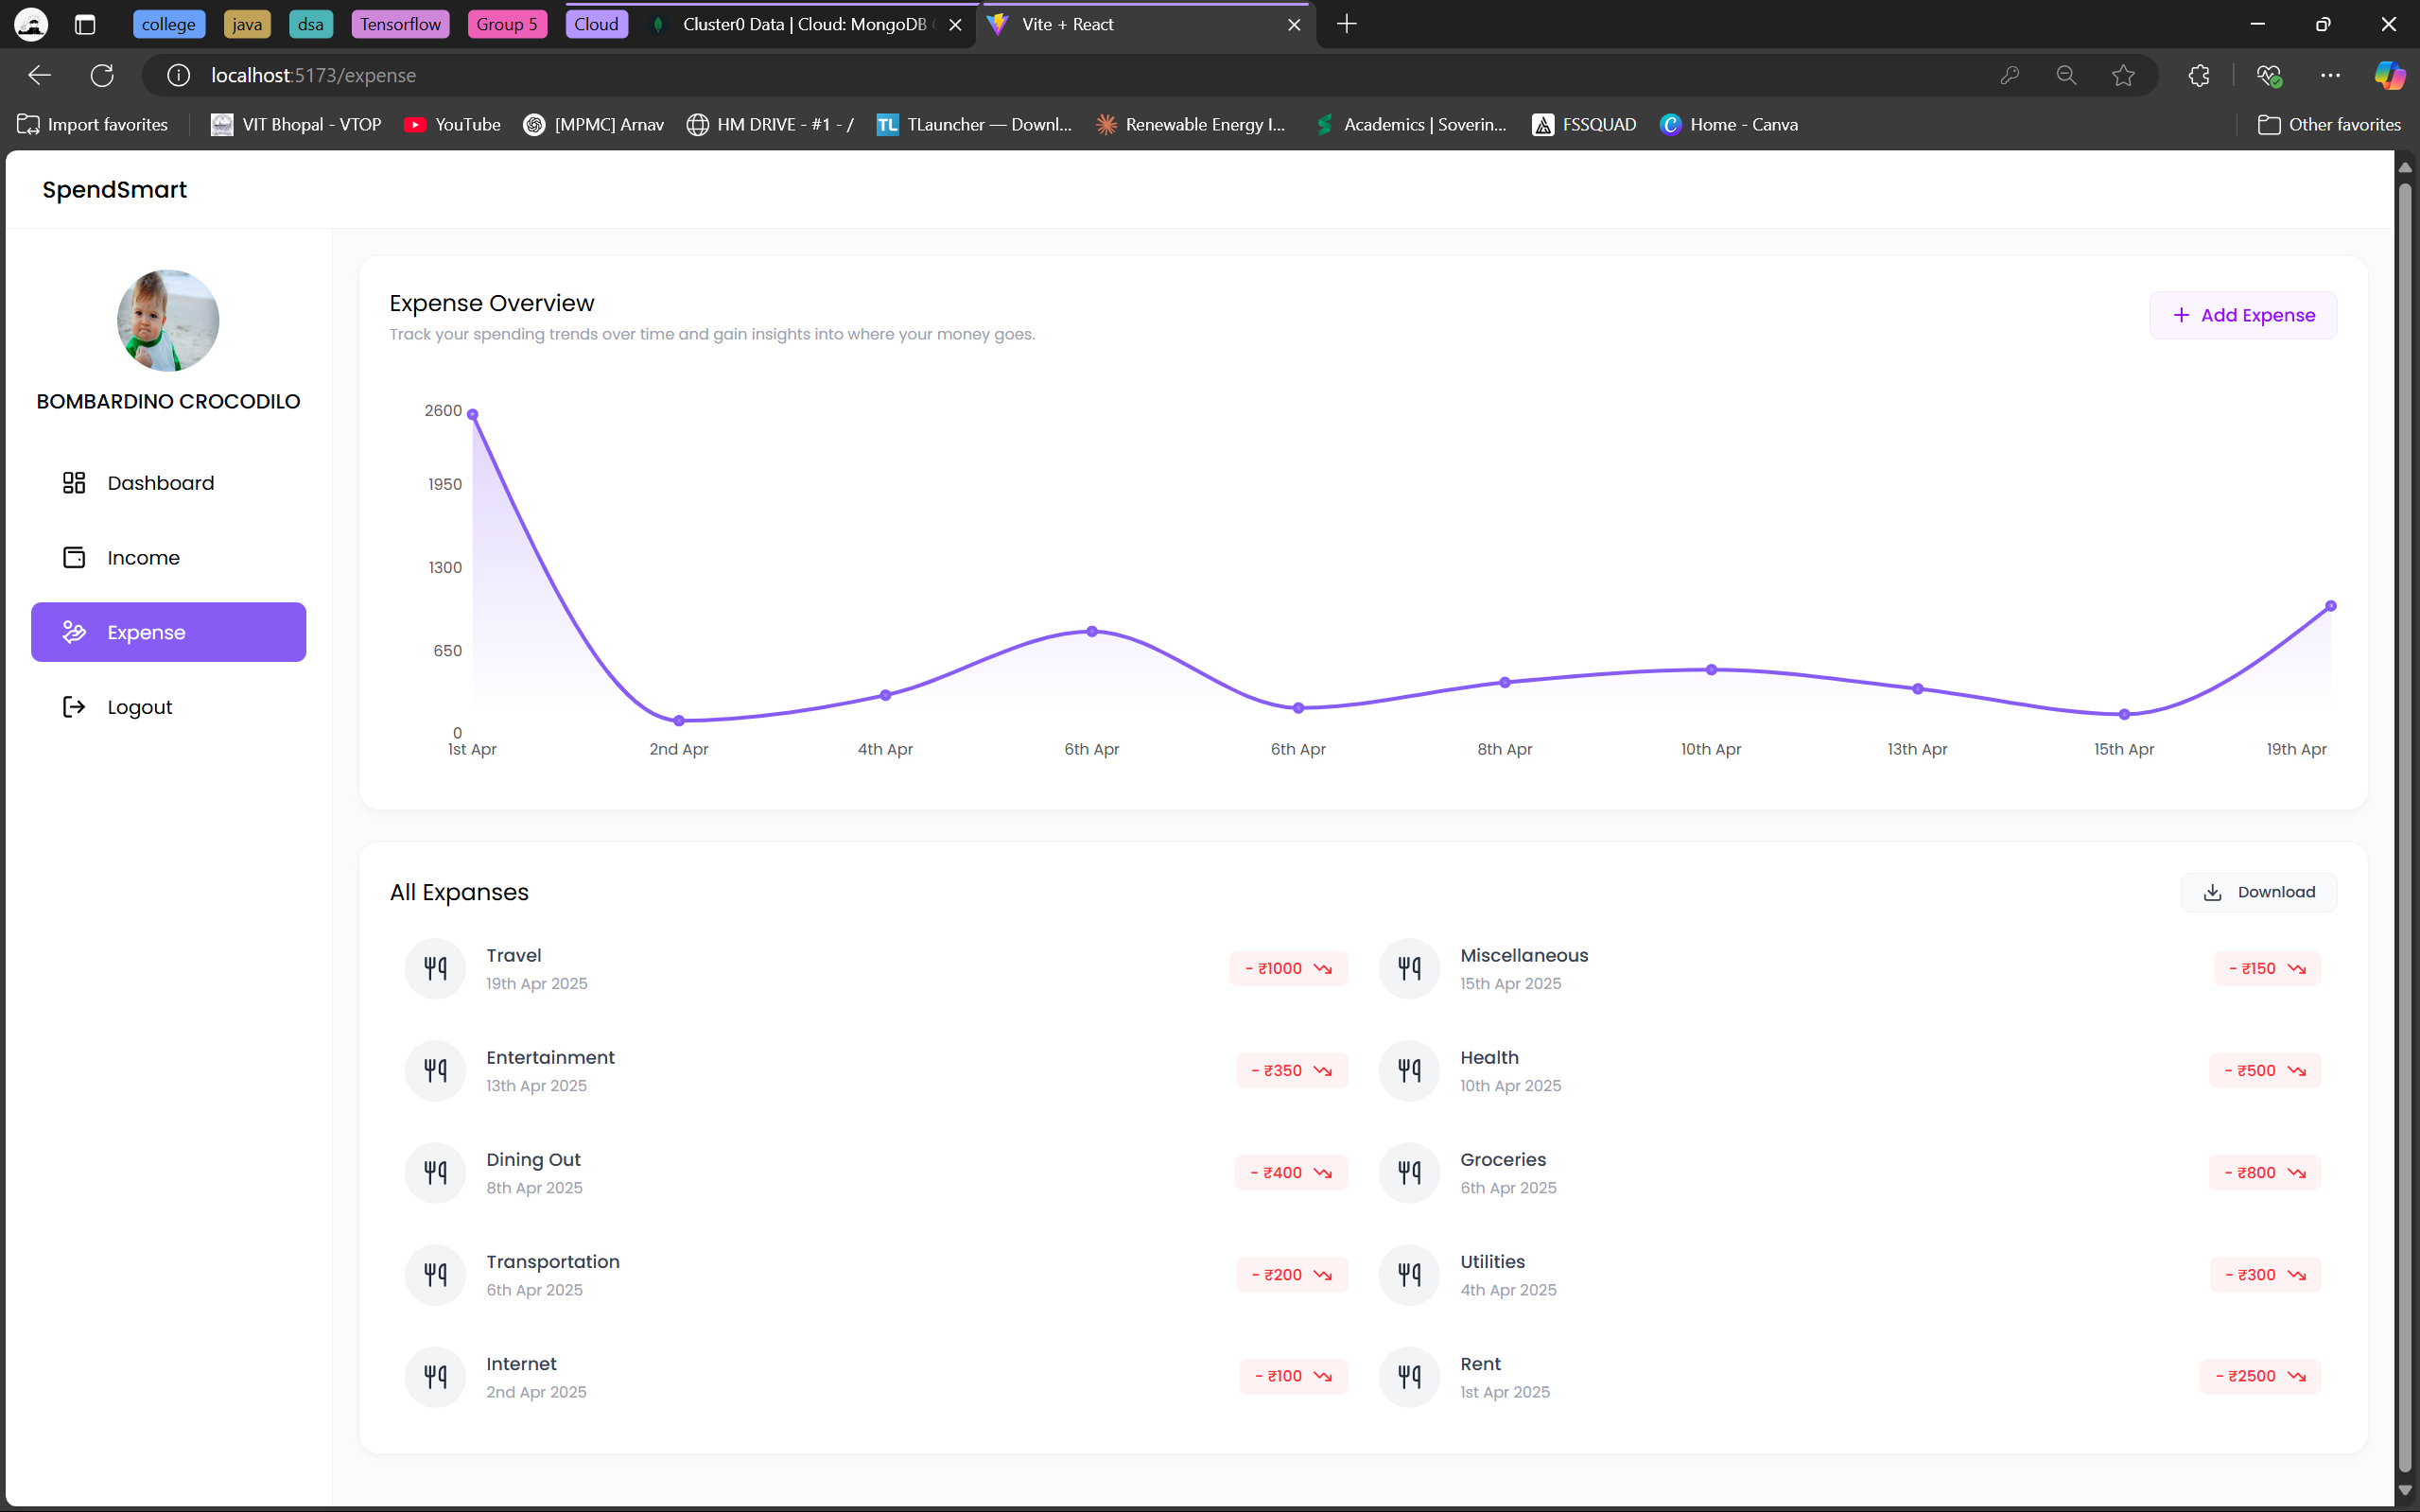 college
java
dsa
Tensorflow
Group 5
Cloud
Cluster0 Data | Cloud: MongoDB
Vite + React
localhost:5173/expense
Import favorites
VIT Bhopal - VTOP
YouTube
[MPMC] Arnav
HM DRIVE - #1 - /
TL
TLauncher — Downl...
Renewable Energy I...
Academics | Soverin...
FSSQUAD
Home - Canva
Other favorites
SpendSmart
BOMBARDINO CROCODILO
Dashboard
Income
Expense
Logout
Expense Overview
Track your spending trends over time and gain insights into where your money goes.
+ Add Expense
2600
1950
1300
650
0
1st Apr
2nd Apr
4th Apr
6th Apr
6th Apr
8th Apr
10th Apr
13th Apr
15th Apr
19th Apr
All Expanses
Download
Travel
19th Apr 2025
- ₹1000
Miscellaneous
15th Apr 2025
- ₹150
Entertainment
13th Apr 2025
- ₹350
Health
10th Apr 2025
- ₹500
Dining Out
8th Apr 2025
- ₹400
Groceries
6th Apr 2025
- ₹800
Transportation
6th Apr 2025
- ₹200
Utilities
4th Apr 2025
- ₹300
Internet
2nd Apr 2025
- ₹100
Rent
1st Apr 2025
- ₹2500